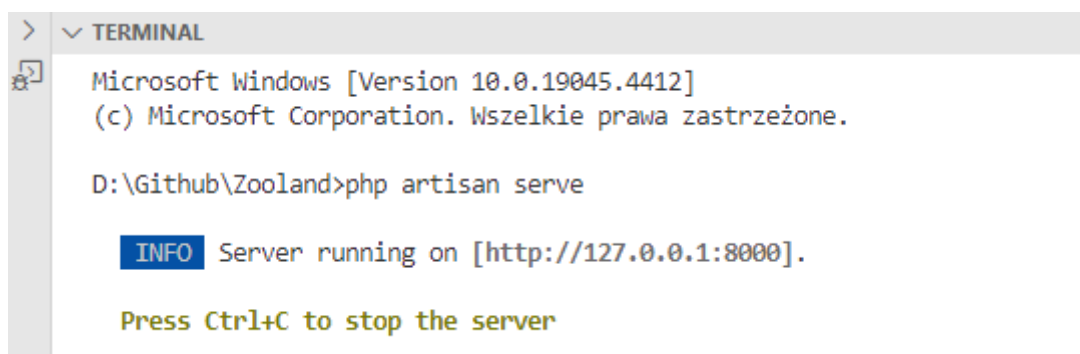 TERMINAL
Microsoft Windows [Version 10.0.19045.4412]
(c) Microsoft Corporation. Wszelkie prawa zastrzeżone.
D:\Github\Zooland>php artisan serve
INFO Server running on [http://127.0.0.1:8000].
Press Ctrl+C to stop the server